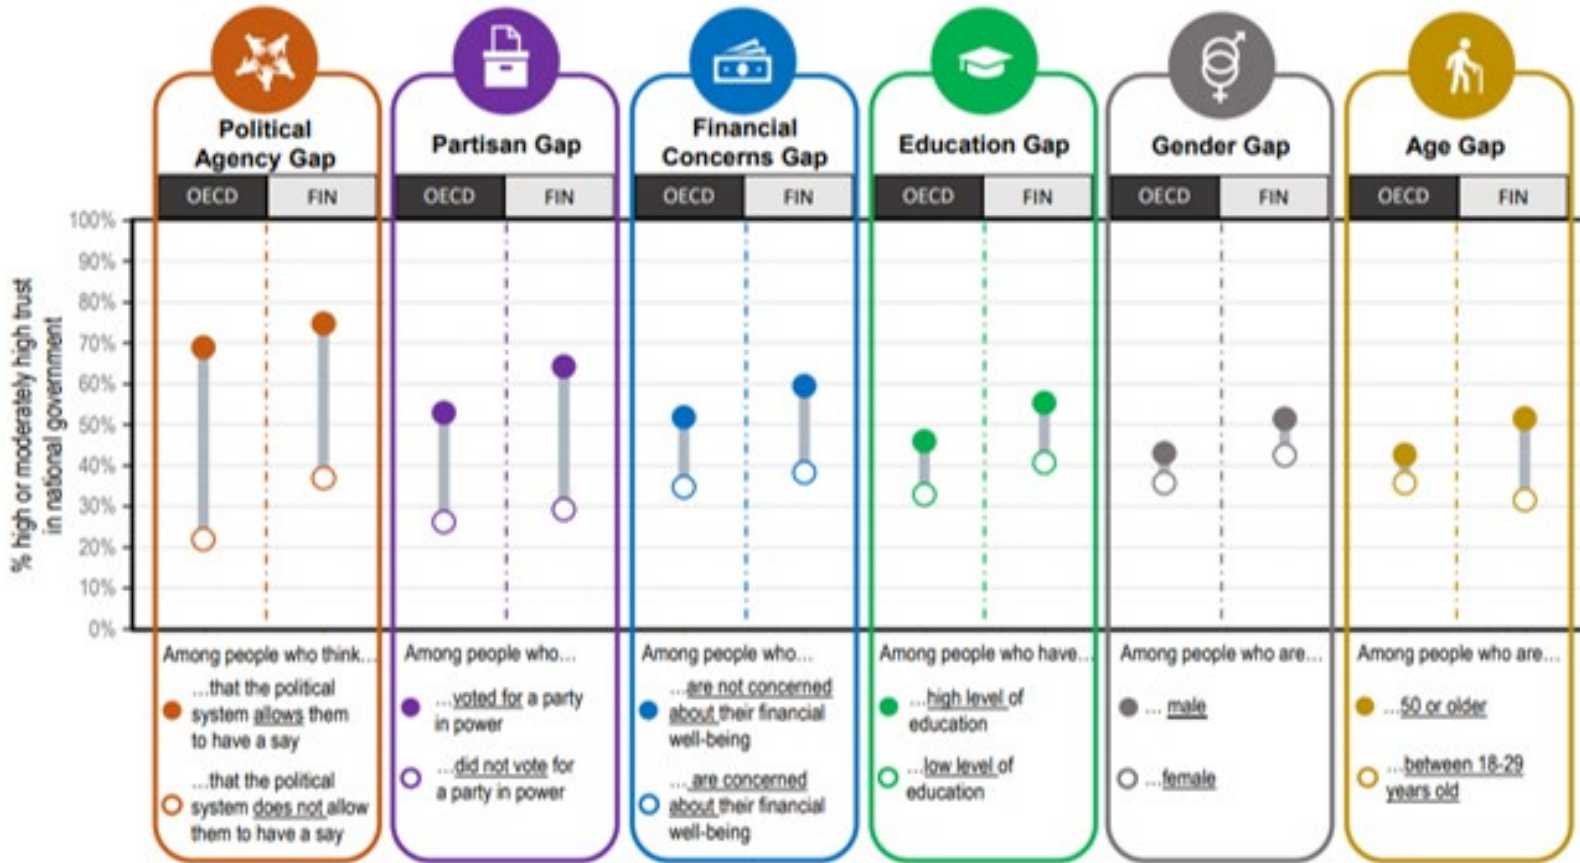 Political
Agency Gap
Partisan Gap
Financial
Concerns Gap
Education Gap
Gender Gap
Age Gap
OECD FIN OECD FIN OECD FIN OECD FIN OECD FIN OECD FIN
% high or moderately high trust
in national government
100%
90%
80%
70%
60%
50%
40%
30%
20%
10%
0%
Among people who think...
...that the political
system allows them
to have a say
...that the political
system does not allow
them to have a say
Among people who...
...voted for a party
in power
...did not vote for
a party in power
Among people who...
...are not concerned
about their financial
well-being
... are concerned
about their financial
well-being
Among people who have...
...high level of
education
...low level of
education
Among people who are...
... male
...female
Among people who are...
...50 or older
...between 18-29
years old